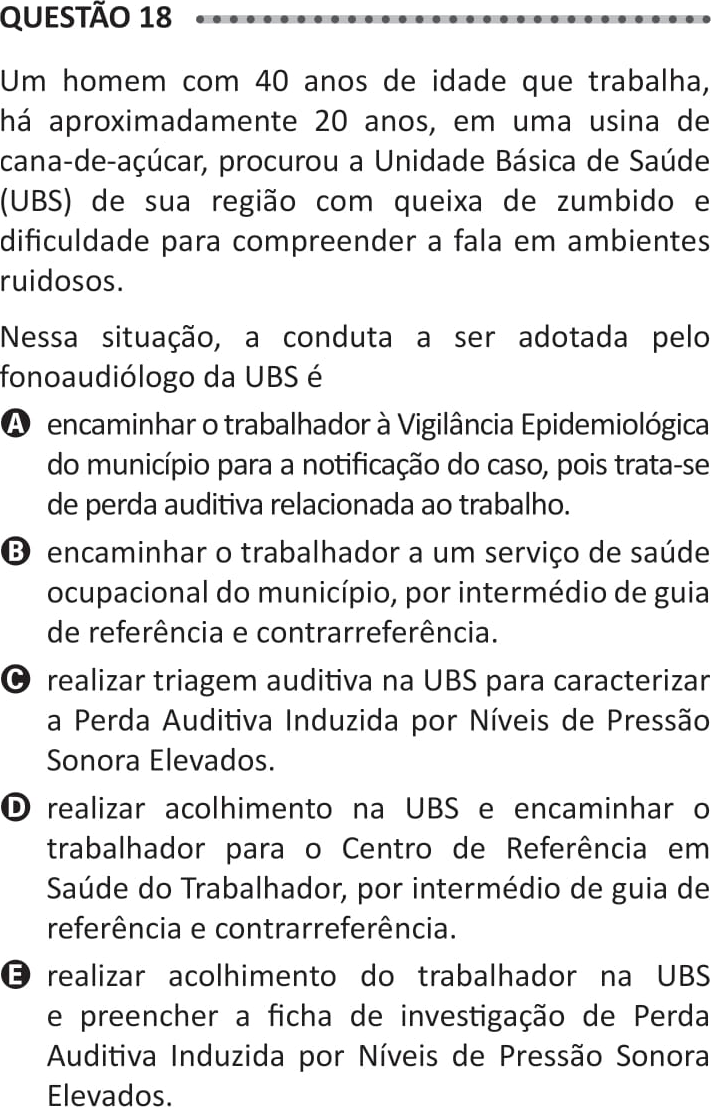 QUESTÃO 18
Um homem com 40 anos de idade que trabalha,
há aproximadamente 20 anos, em uma usina de
cana-de-açúcar, procurou a Unidade Básica de Saúde
(UBS) de sua região com queixa de zumbido e
dificuldade para compreender a fala em ambientes
ruidosos.
Nessa situação, a conduta a ser adotada pelo
fonoaudiólogo da UBS é
A encaminhar o trabalhador à Vigilância Epidemiológica
do município para a notificação do caso, pois trata-se
de perda auditiva relacionada ao trabalho.
B encaminhar o trabalhador a um serviço de saúde
ocupacional do município, por intermédio de guia
de referência e contrarreferência.
C realizar triagem auditiva na UBS para caracterizar
a Perda Auditiva Induzida por Níveis de Pressão
Sonora Elevados.
D realizar acolhimento na UBS e encaminhar o
trabalhador para o Centro de Referência em
Saúde do Trabalhador, por intermédio de guia de
referência e contrarreferência.
E realizar acolhimento do trabalhador na UBS
e preencher a ficha de investigação de Perda
Auditiva Induzida por Níveis de Pressão Sonora
Elevados.